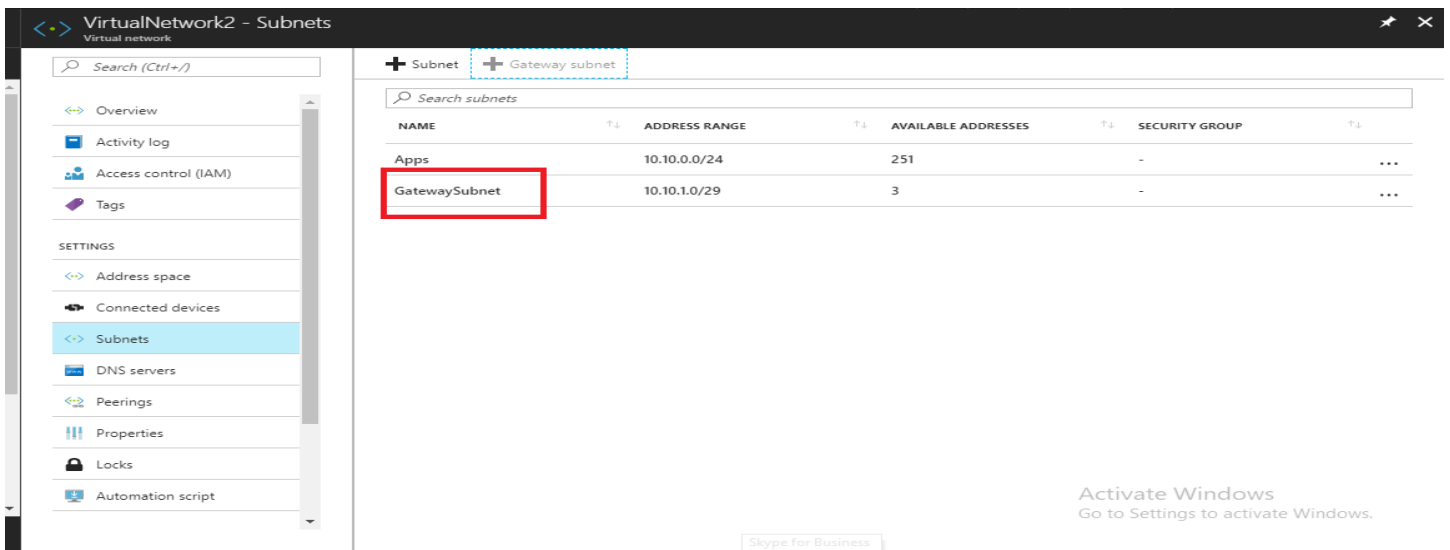 VirtualNetwork2 - Subnets
Virtual network
Search (Ctrl+/)
Overview
Activity log
Access control (IAM)
Tags
SETTINGS
Address space
Connected devices
Subnets
DNS servers
Peerings
Properties
Locks
Automation script
Subnet Gateway subnet
Search subnets
NAME ADDRESS RANGE AVAILABLE ADDRESSES SECURITY GROUP
Apps 10.10.0.0/24 251 - ...
GatewaySubnet 10.10.1.0/29 3 - ...
Activate Windows
Go to Settings to activate Windows.
Skype for Business